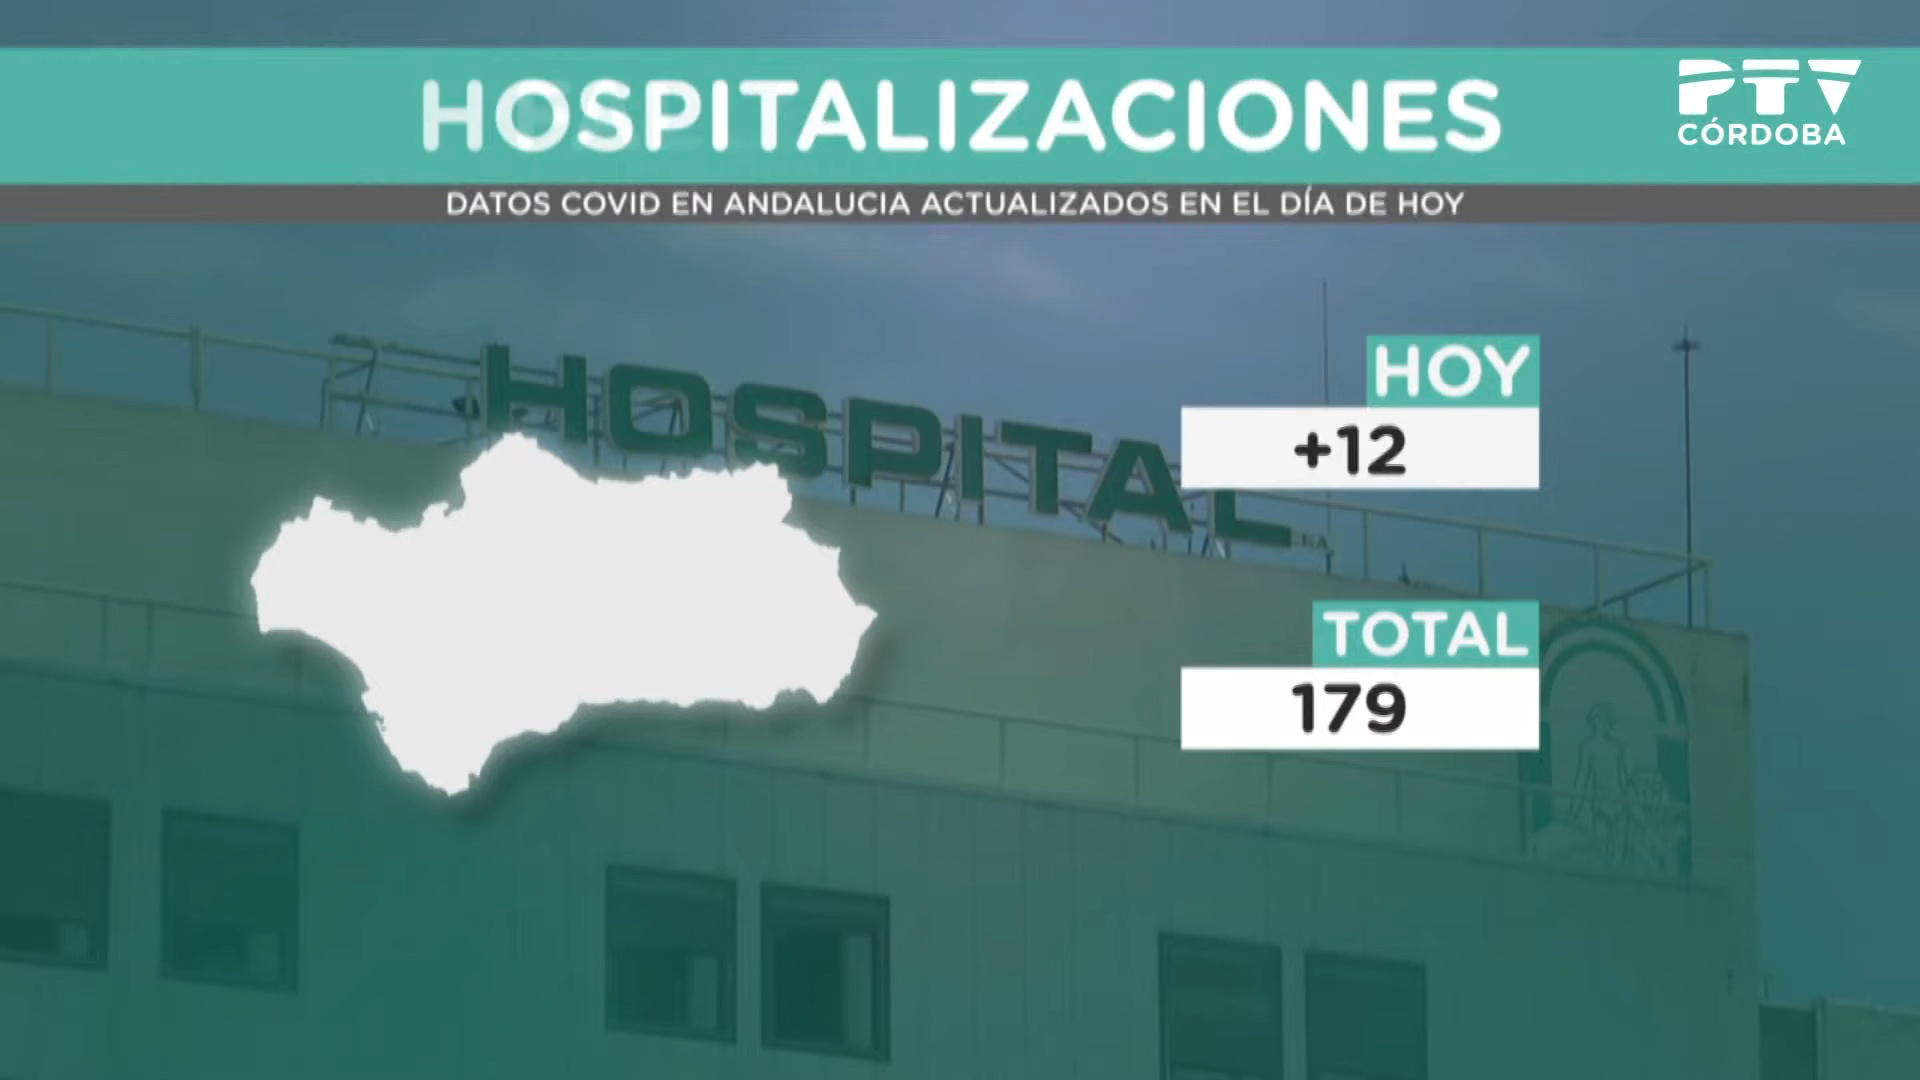 HOSPITALIZACIONES
PTV
CÓRDOBA
DATOS COVID EN ANDALUCIA ACTUALIZADOS EN EL DÍA DE HOY
HOSPITAL
HOY
+12
TOTAL
179